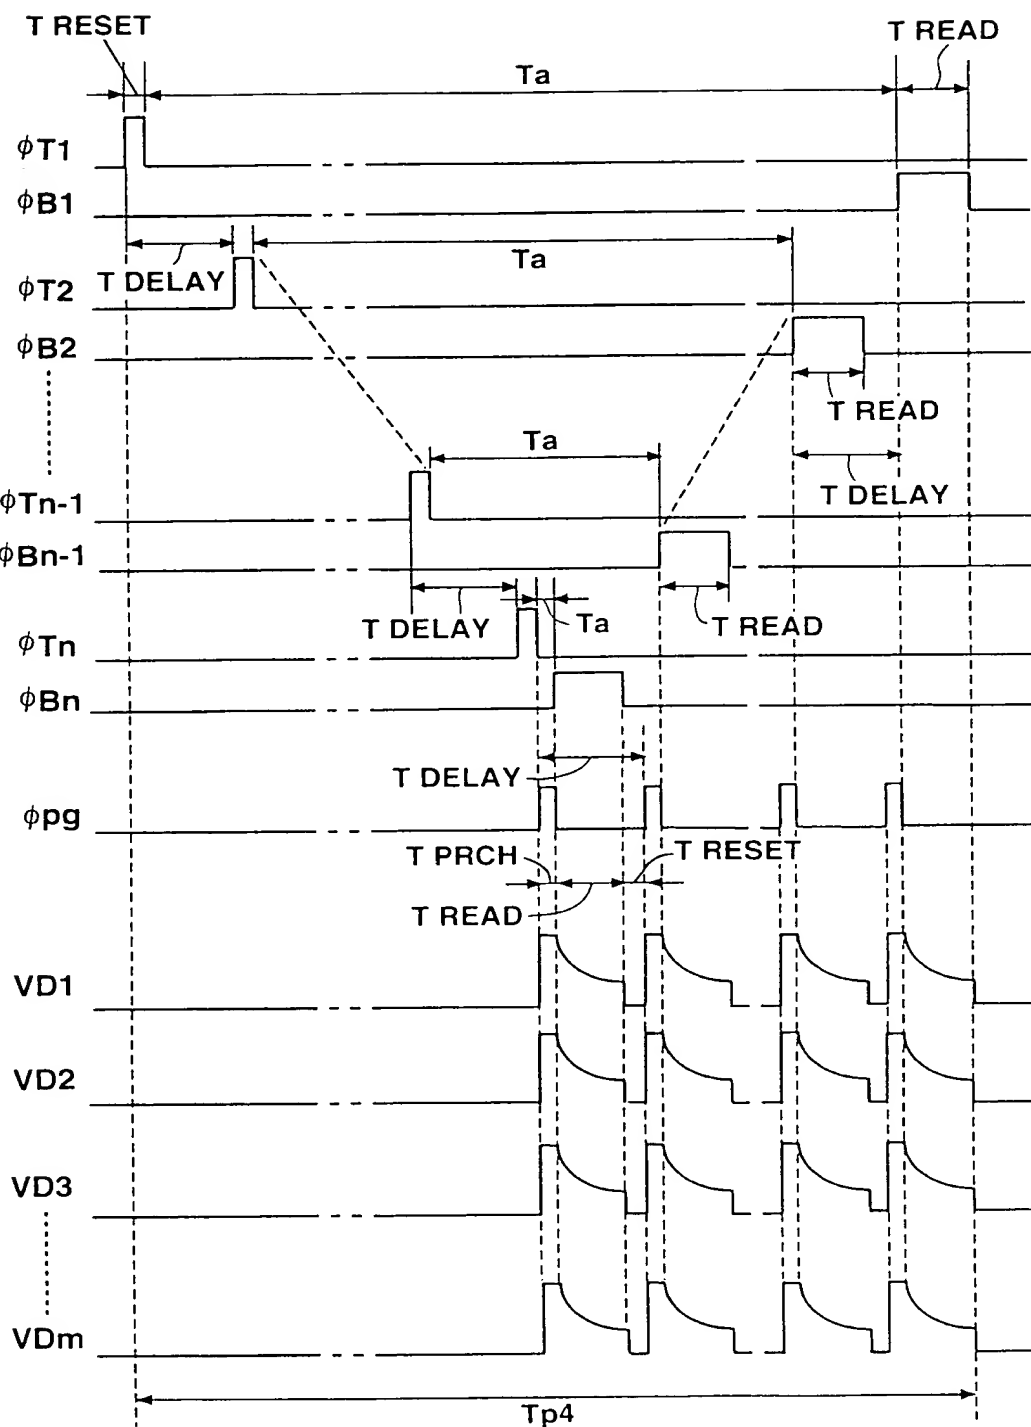 T RESET
T READ
Ta
ϕT1
ϕB1
Ta
T DELAY
ϕT2
ϕB2
T READ
Ta
T DELAY
ϕTn-1
ϕBn-1
T DELAY
Ta
T READ
ϕTn
ϕBn
T DELAY
ϕpg
T PRCH
T RESET
T READ
VD1
VD2
VD3
VDm
Tp4